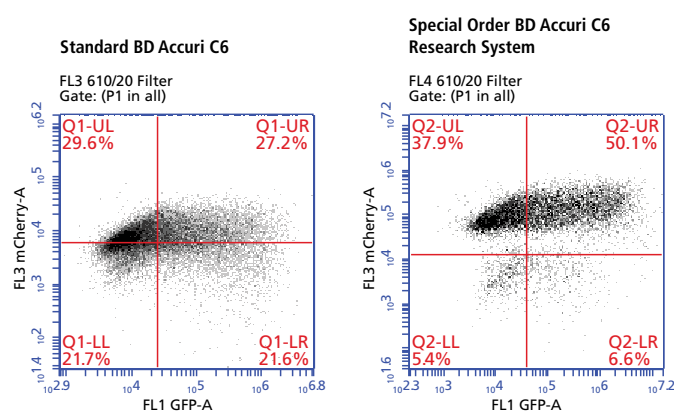 Standard BD Accuri C6
FL3 610/20 Filter
Gate: (P1 in all)
Q1-UL
29.6%
Q1-UR
27.2%
Q1-LL
21.7%
Q1-LR
21.6%
FL3 mCherry-A
10^6.2
10^5
10^4
10^3
10^2
10^1.4
10^2.9
10^4
10^5
10^6
10^6.8
FL1 GFP-A
Special Order BD Accuri C6
Research System
FL4 610/20 Filter
Gate: (P1 in all)
Q2-UL
37.9%
Q2-UR
50.1%
Q2-LL
5.4%
Q2-LR
6.6%
FL3 mCherry-A
10^7.2
10^6
10^5
10^4
10^3
10^1.6
10^2.3
10^3
10^4
10^5
10^6
10^7.2
FL1 GFP-A